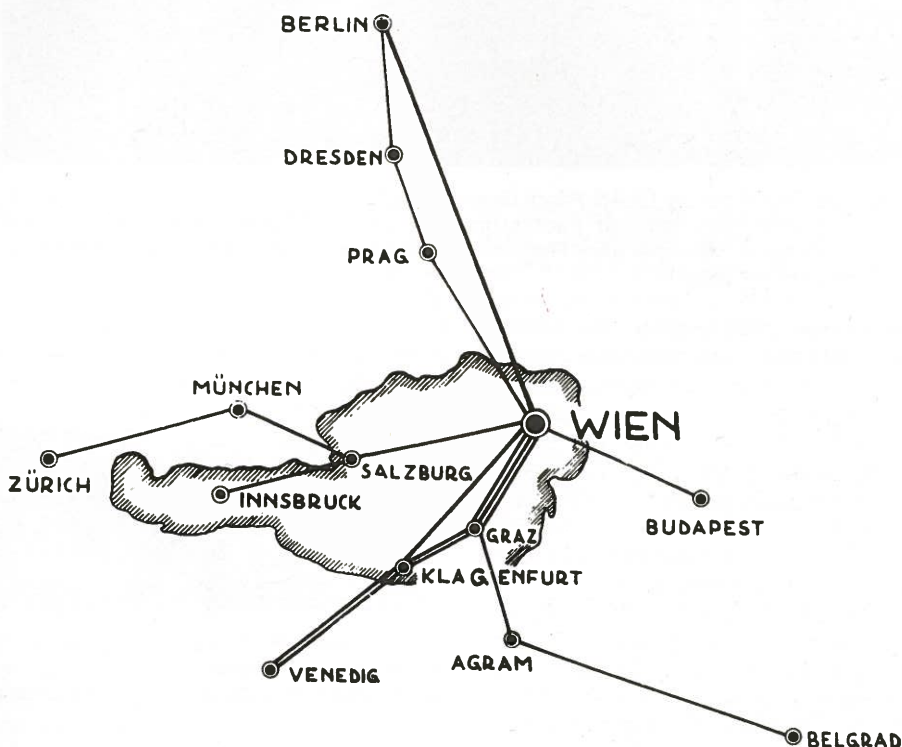 BERLIN
DRESDEN
PRAG
MÜNCHEN
WIEN
ZÜRICH
SALZBURG
INNSBRUCK
BUDAPEST
GRAZ
KLAGENFURT
AGRAM
VENEDIG
BELGRAD